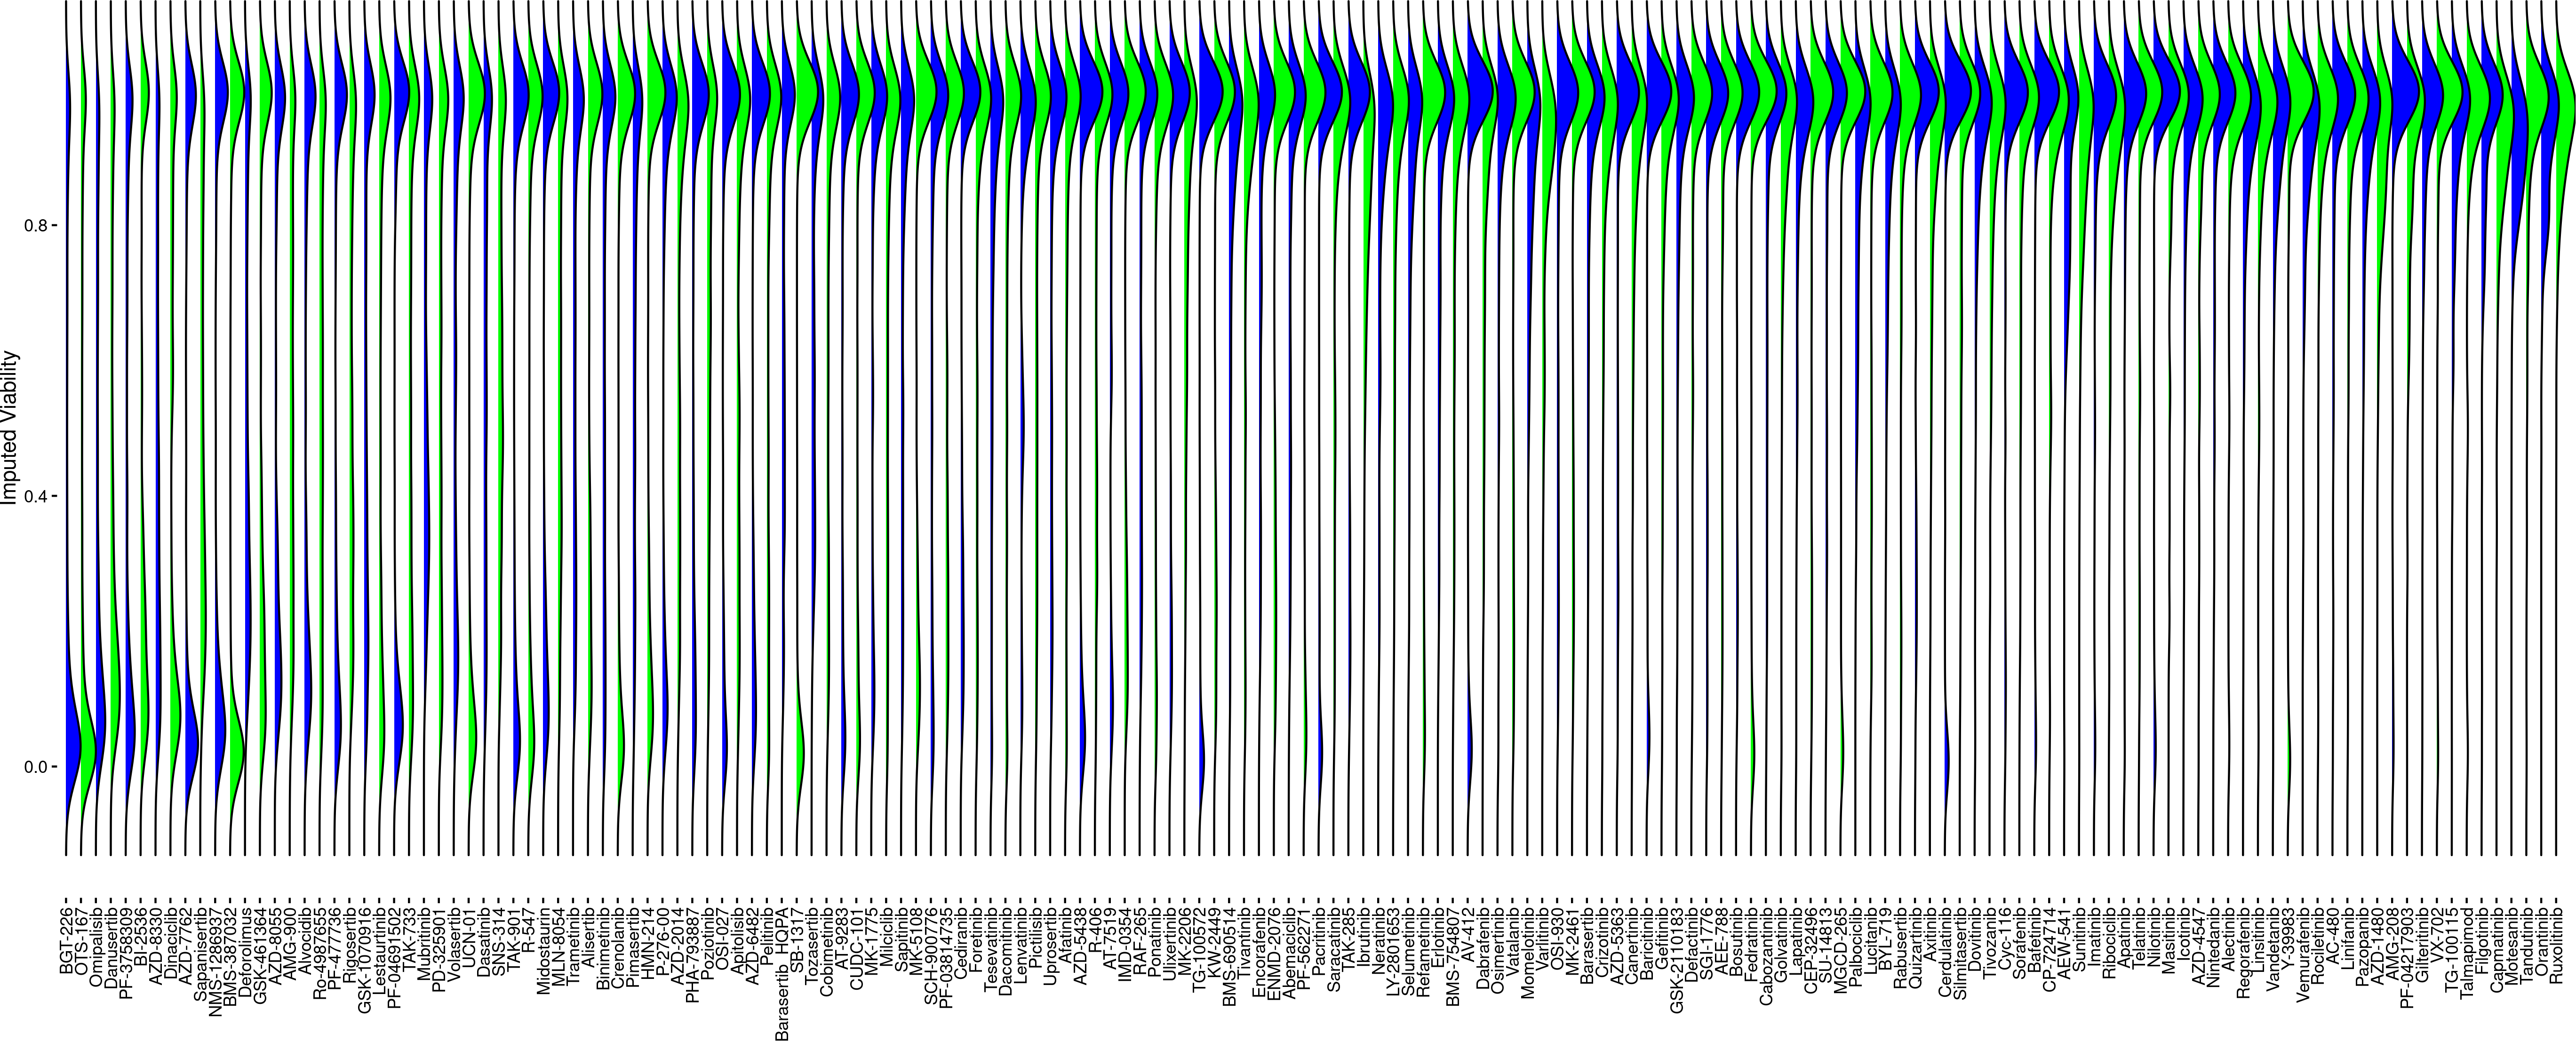 Imputed Viability
0.8
0.4
0.0
BGT-226
OTS-167
Omipalisib
Danusertib
PF-3758309
BI-2536
AZD-8330
Dinaciclib
AZD-7762
Sapanisertib
NMS-1286937
BMS-387032
Deforolimus
GSK-461364
AZD-8055
AMG-900
Alvocidib
Ro-4987655
PF-477736
Rigosertib
GSK-1070916
Lestaurtinib
PF-04691502
TAK-733
Mubritinib
PD-325901
Volasertib
UCN-01
Dasatinib
SNS-314
TAK-901
R-547
Midostaurin
MLN-8054
Trametinib
Alisertib
Binimetinib
Crenolanib
Pimasertib
HMN-214
P-276-00
AZD-2014
PHA-793887
Poziotinib
OSI-027
Apitolisib
AZD-6482
Pelitinib
Barasertib HQPA
SB-1317
Tozasertib
Cobimetinib
AT-9283
CUDC-101
MK-1775
Milciclib
Sapitinib
MK-5108
SCH-900776
PF-03814735
Cediranib
Foretinib
Tesevatinib
Dacomitinib
Lenvatinib
Pictilisib
Uprosertib
Afatinib
AZD-5438
R-406
AT-7519
IMD-0354
RAF-265
Ponatinib
Ulixertinib
MK-2206
TG-100572
KW-2449
BMS-690514
Tivantinib
Encorafenib
ENMD-2076
Abemaciclib
PF-562271
Pacritinib
Saracatinib
TAK-285
Ibrutinib
Neratinib
LY-2801653
Selumetinib
Refametinib
Erlotinib
BMS-754807
AV-412
Dabrafenib
Osimertinib
Vatalanib
Momelotinib
Varlitinib
OSI-930
MK-2461
Barasertib
Crizotinib
AZD-5363
Canertinib
Baricitinib
Gefitinib
GSK-2110183
Defactinib
SGI-1776
AEE-788
Bosutinib
Fedratinib
Cabozantinib
Golvatinib
Lapatinib
CEP-32496
SU-14813
MGCD-265
Palbociclib
Lucitanib
BYL-719
Rabusertib
Quizartinib
Axitinib
Cerdulatinib
Silmitasertib
Dovitinib
Tivozanib
Cyc-116
Sorafenib
Bafetinib
CP-724714
AEW-541
Sunitinib
Imatinib
Ribociclib
Apatinib
Telatinib
Nilotinib
Masitinib
Icotinib
AZD-4547
Nintedanib
Alectinib
Regorafenib
Linsitinib
Vandetanib
Y-39983
Vemurafenib
Rociletinib
AC-480
Linifanib
Pazopanib
AZD-1480
AMG-208
PF-04217903
Gilteritinib
VX-702
TG-100115
Talmapimod
Filgotinib
Capmatinib
Motesanib
Tandutinib
Orantinib
Ruxolitinib